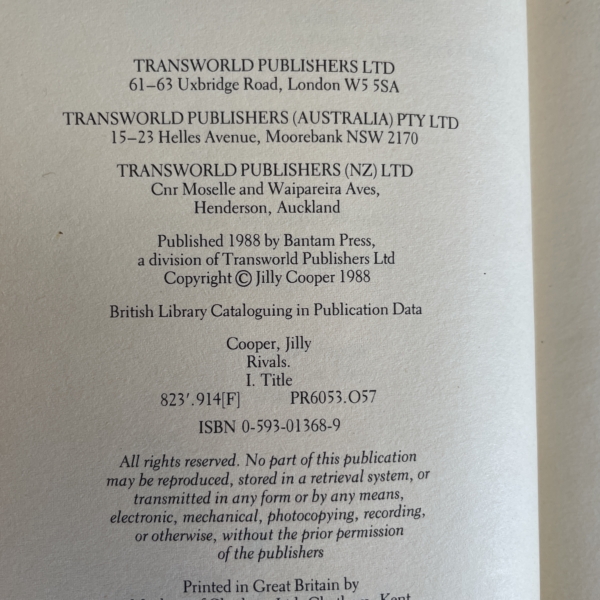 TRANSWORLD PUBLISHERS LTD
61–63 Uxbridge Road, London W5 5SA
TRANSWORLD PUBLISHERS (AUSTRALIA) PTY LTD
15–23 Helles Avenue, Moorebank NSW 2170
TRANSWORLD PUBLISHERS (NZ) LTD
Cnr Moselle and Waipareira Aves,
Henderson, Auckland
Published 1988 by Bantam Press,
a division of Transworld Publishers Ltd
Copyright © Jilly Cooper 1988
British Library Cataloguing in Publication Data
Cooper, Jilly
Rivals.
I. Title
823′.914[F] PR6053.O57
ISBN 0-593-01368-9
All rights reserved. No part of this publication
may be reproduced, stored in a retrieval system, or
transmitted in any form or by any means,
electronic, mechanical, photocopying, recording,
or otherwise, without the prior permission
of the publishers
Printed in Great Britain by